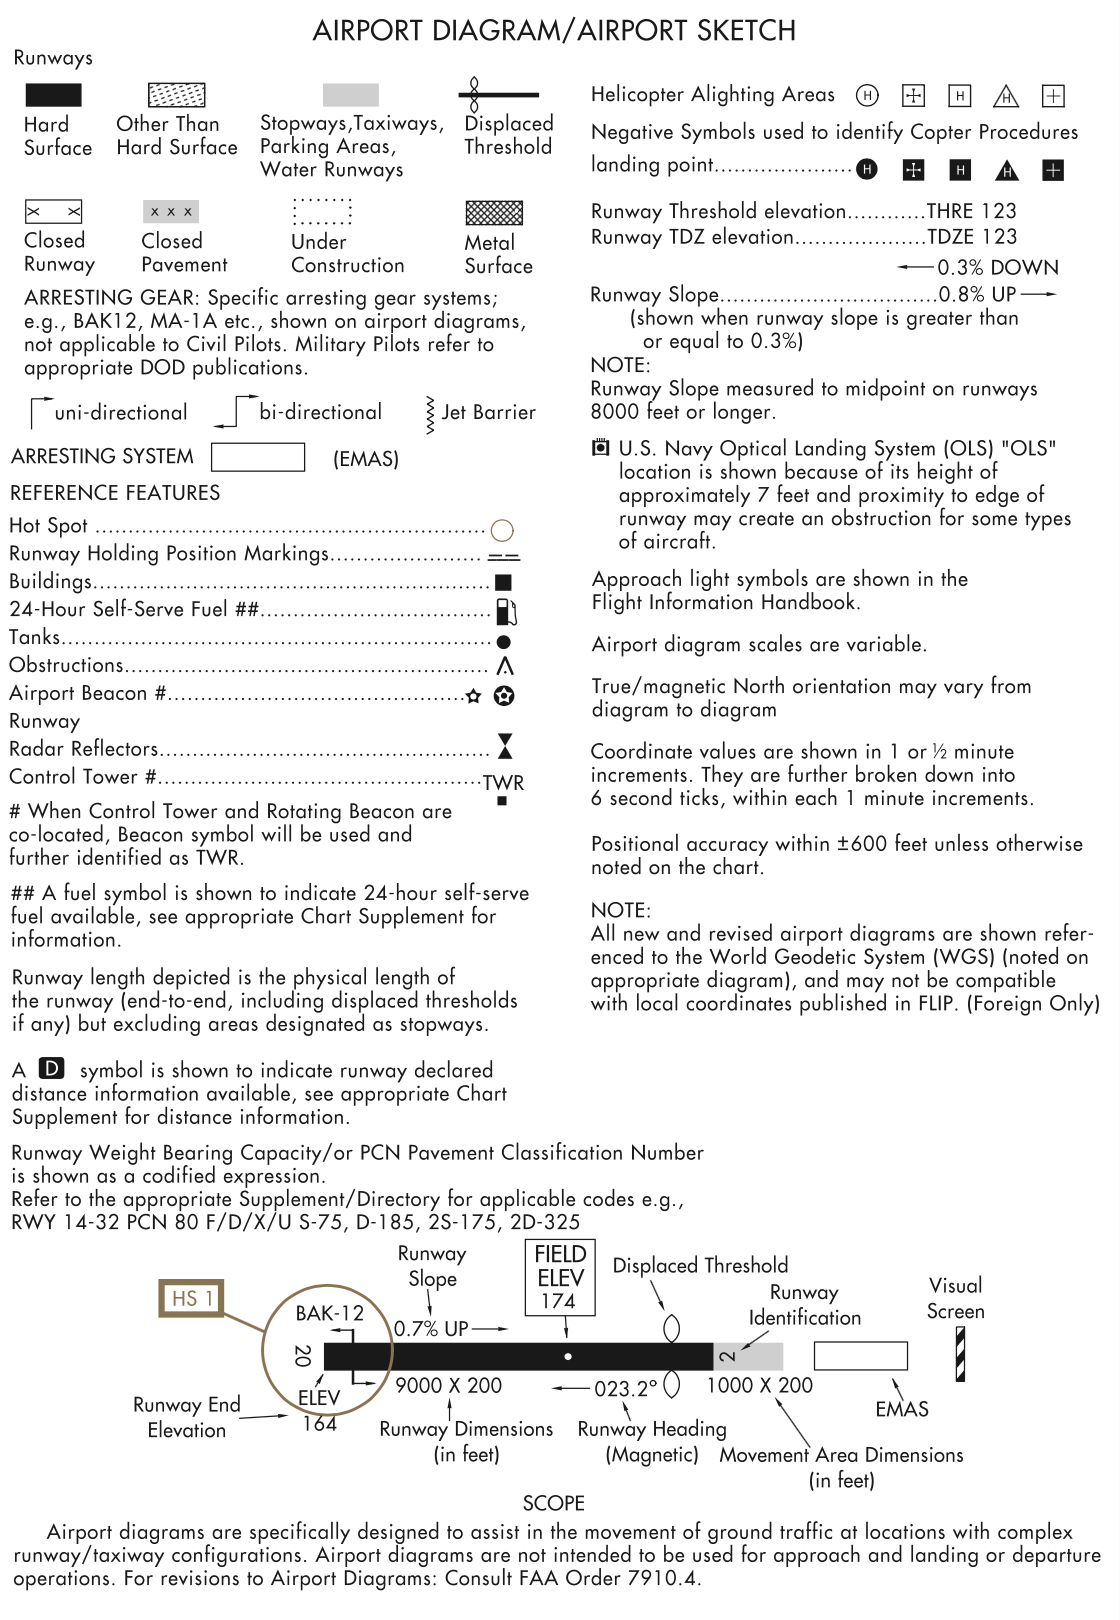 AIRPORT DIAGRAM/AIRPORT SKETCH
Runways
Hard
Surface
Other Than
Hard Surface
Stopways,Taxiways,
Parking Areas,
Water Runways
Displaced
Threshold
x x
Closed
Runway
x x x
Closed
Pavement
Under
Construction
Metal
Surface
ARRESTING GEAR: Specific arresting gear systems;
e.g., BAK12, MA-1A etc., shown on airport diagrams,
not applicable to Civil Pilots. Military Pilots refer to
appropriate DOD publications.
uni-directional
bi-directional
Jet Barrier
ARRESTING SYSTEM (EMAS)
REFERENCE FEATURES
Hot Spot ..................................................
Runway Holding Position Markings......................
Buildings....................................................
24-Hour Self-Serve Fuel ##..............................
Tanks........................................................
Obstructions................................................
Airport Beacon #..........................................
Runway
Radar Reflectors...........................................
Control Tower #...........................................TWR
# When Control Tower and Rotating Beacon are
co-located, Beacon symbol will be used and
further identified as TWR.
## A fuel symbol is shown to indicate 24-hour self-serve
fuel available, see appropriate Chart Supplement for
information.
Runway length depicted is the physical length of
the runway (end-to-end, including displaced thresholds
if any) but excluding areas designated as stopways.
A D symbol is shown to indicate runway declared
distance information available, see appropriate Chart
Supplement for distance information.
Helicopter Alighting Areas H H H
Negative Symbols used to identify Copter Procedures
landing point.................... H H H
Runway Threshold elevation............THRE 123
Runway TDZ elevation....................TDZE 123
0.3% DOWN
Runway Slope................................0.8% UP
(shown when runway slope is greater than
or equal to 0.3%)
NOTE:
Runway Slope measured to midpoint on runways
8000 feet or longer.
U.S. Navy Optical Landing System (OLS) "OLS"
location is shown because of its height of
approximately 7 feet and proximity to edge of
runway may create an obstruction for some types
of aircraft.
Approach light symbols are shown in the
Flight Information Handbook.
Airport diagram scales are variable.
True/magnetic North orientation may vary from
diagram to diagram
Coordinate values are shown in 1 or ½ minute
increments. They are further broken down into
6 second ticks, within each 1 minute increments.
Positional accuracy within ±600 feet unless otherwise
noted on the chart.
NOTE:
All new and revised airport diagrams are shown refer-
enced to the World Geodetic System (WGS) (noted on
appropriate diagram), and may not be compatible
with local coordinates published in FLIP. (Foreign Only)
Runway Weight Bearing Capacity/or PCN Pavement Classification Number
is shown as a codified expression.
Refer to the appropriate Supplement/Directory for applicable codes e.g.,
RWY 14-32 PCN 80 F/D/X/U S-75, D-185, 2S-175, 2D-325
HS 1
BAK-12
Runway
Slope
0.7% UP
FIELD
ELEV
174
Displaced Threshold
Runway
Identification
Visual
Screen
20
2
ELEV
164
Runway End
Elevation
9000 X 200
Runway Dimensions
(in feet)
023.2°
Runway Heading
(Magnetic)
1000 X 200
Movement Area Dimensions
(in feet)
EMAS
SCOPE
Airport diagrams are specifically designed to assist in the movement of ground traffic at locations with complex
runway/taxiway configurations. Airport diagrams are not intended to be used for approach and landing or departure
operations. For revisions to Airport Diagrams: Consult FAA Order 7910.4.